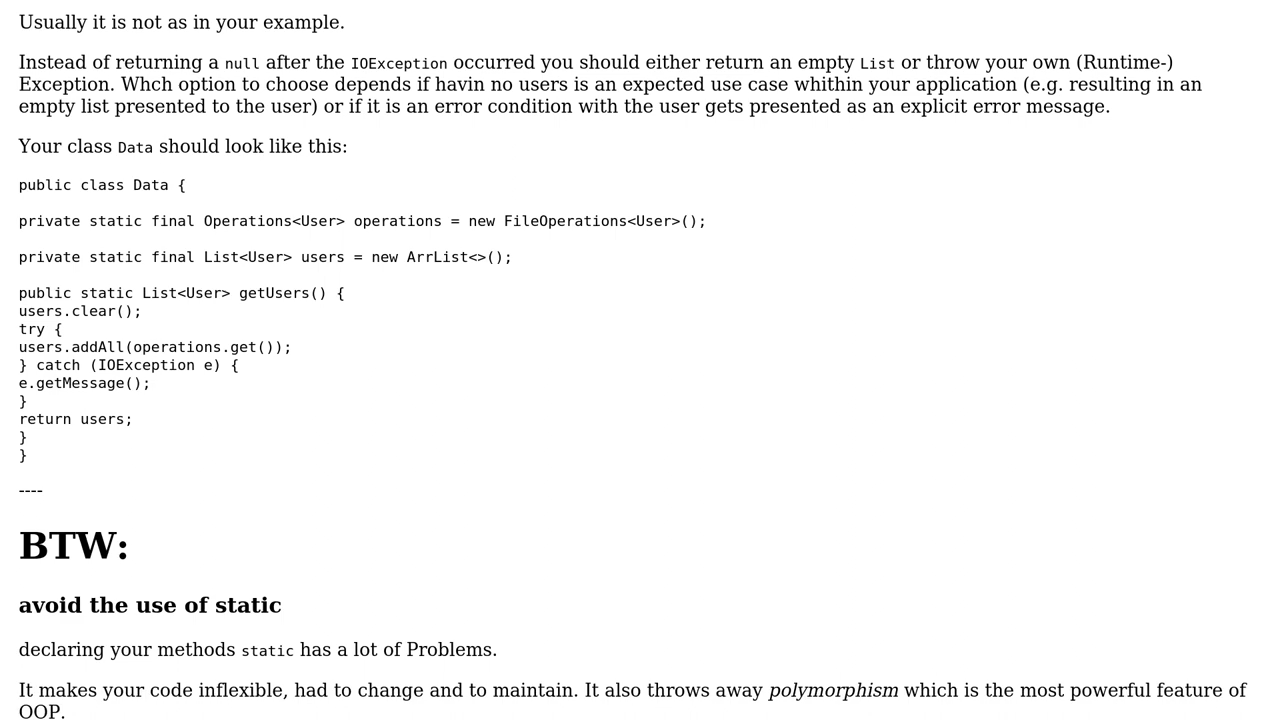 Usually it is not as in your example.
Instead of returning a null after the IOException occurred you should either return an empty List or throw your own (Runtime-)
Exception. Whch option to choose depends if havin no users is an expected use case whithin your application (e.g. resulting in an
empty list presented to the user) or if it is an error condition with the user gets presented as an explicit error message.
Your class Data should look like this:
public class Data {
private static final Operations<User> operations = new FileOperations<User>();
private static final List<User> users = new ArrList<>();
public static List<User> getUsers() {
users.clear();
try {
users.addAll(operations.get());
} catch (IOException e) {
e.getMessage();
}
return users;
}
}
----
BTW:
avoid the use of static
declaring your methods static has a lot of Problems.
It makes your code inflexible, had to change and to maintain. It also throws away polymorphism which is the most powerful feature of
OOP.